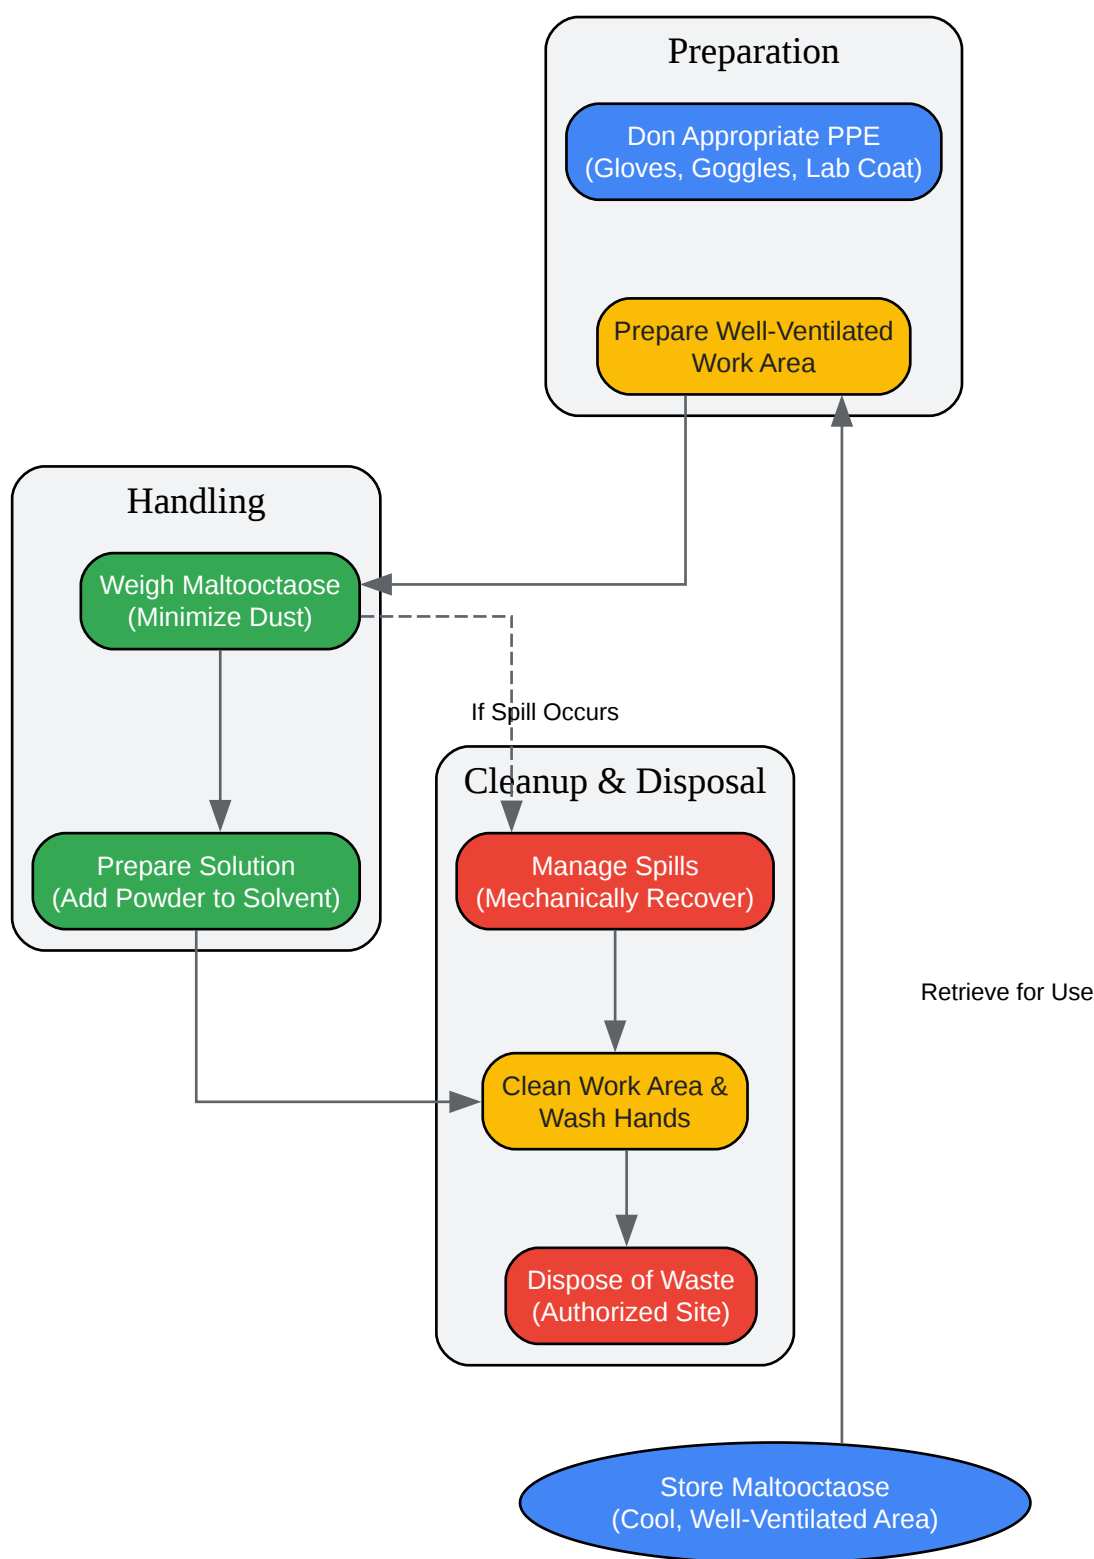 Preparation
Don Appropriate PPE
(Gloves, Goggles, Lab Coat)
Prepare Well-Ventilated
Work Area
Handling
Weigh Maltooctaose
(Minimize Dust)
If Spill Occurs
Cleanup & Disposal
Prepare Solution
(Add Powder to Solvent)
Manage Spills
(Mechanically Recover)
Retrieve for Use
Clean Work Area &
Wash Hands
Dispose of Waste
(Authorized Site)
Store Maltooctaose
(Cool, Well-Ventilated Area)